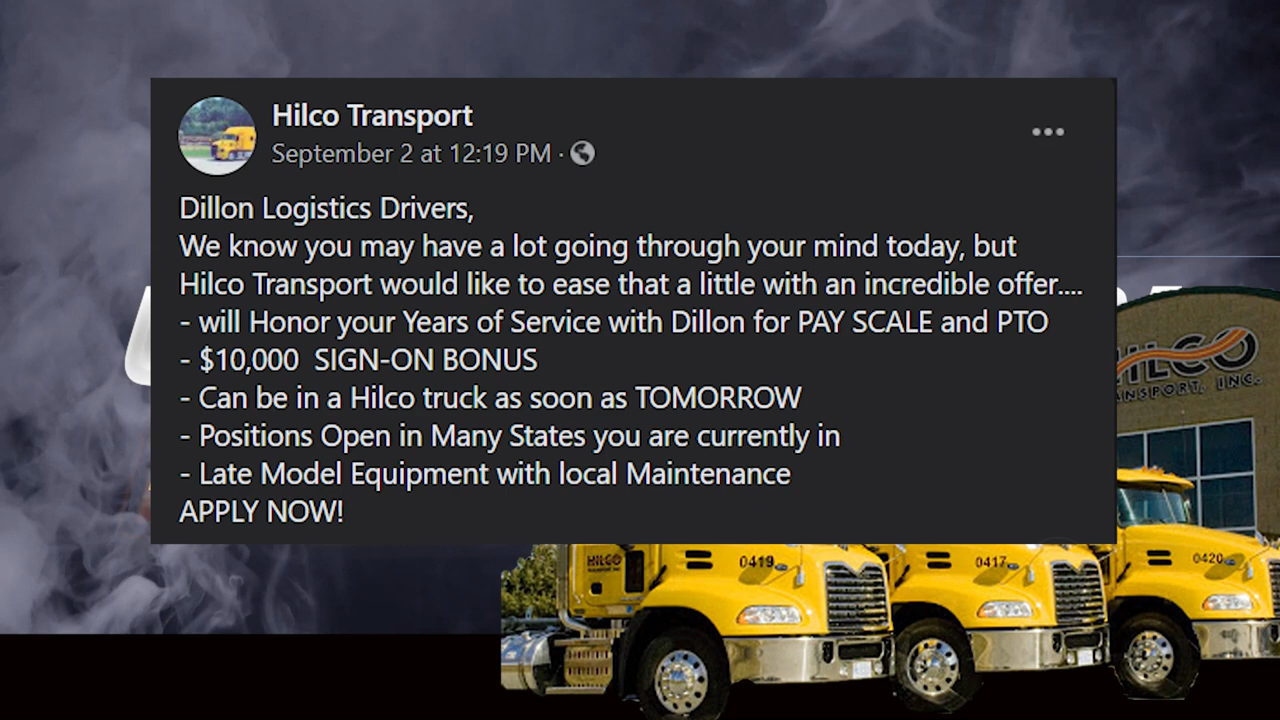 Hilco Transport
September 2 at 12:19 PM ·
Dillon Logistics Drivers,
We know you may have a lot going through your mind today, but
Hilco Transport would like to ease that a little with an incredible offer....
- will Honor your Years of Service with Dillon for PAY SCALE and PTO
- $10,000  SIGN-ON BONUS
- Can be in a Hilco truck as soon as TOMORROW
- Positions Open in Many States you are currently in
- Late Model Equipment with local Maintenance
APPLY NOW!
HILCO
TRANSPORT, INC.
HILCO
0419
0417
0420